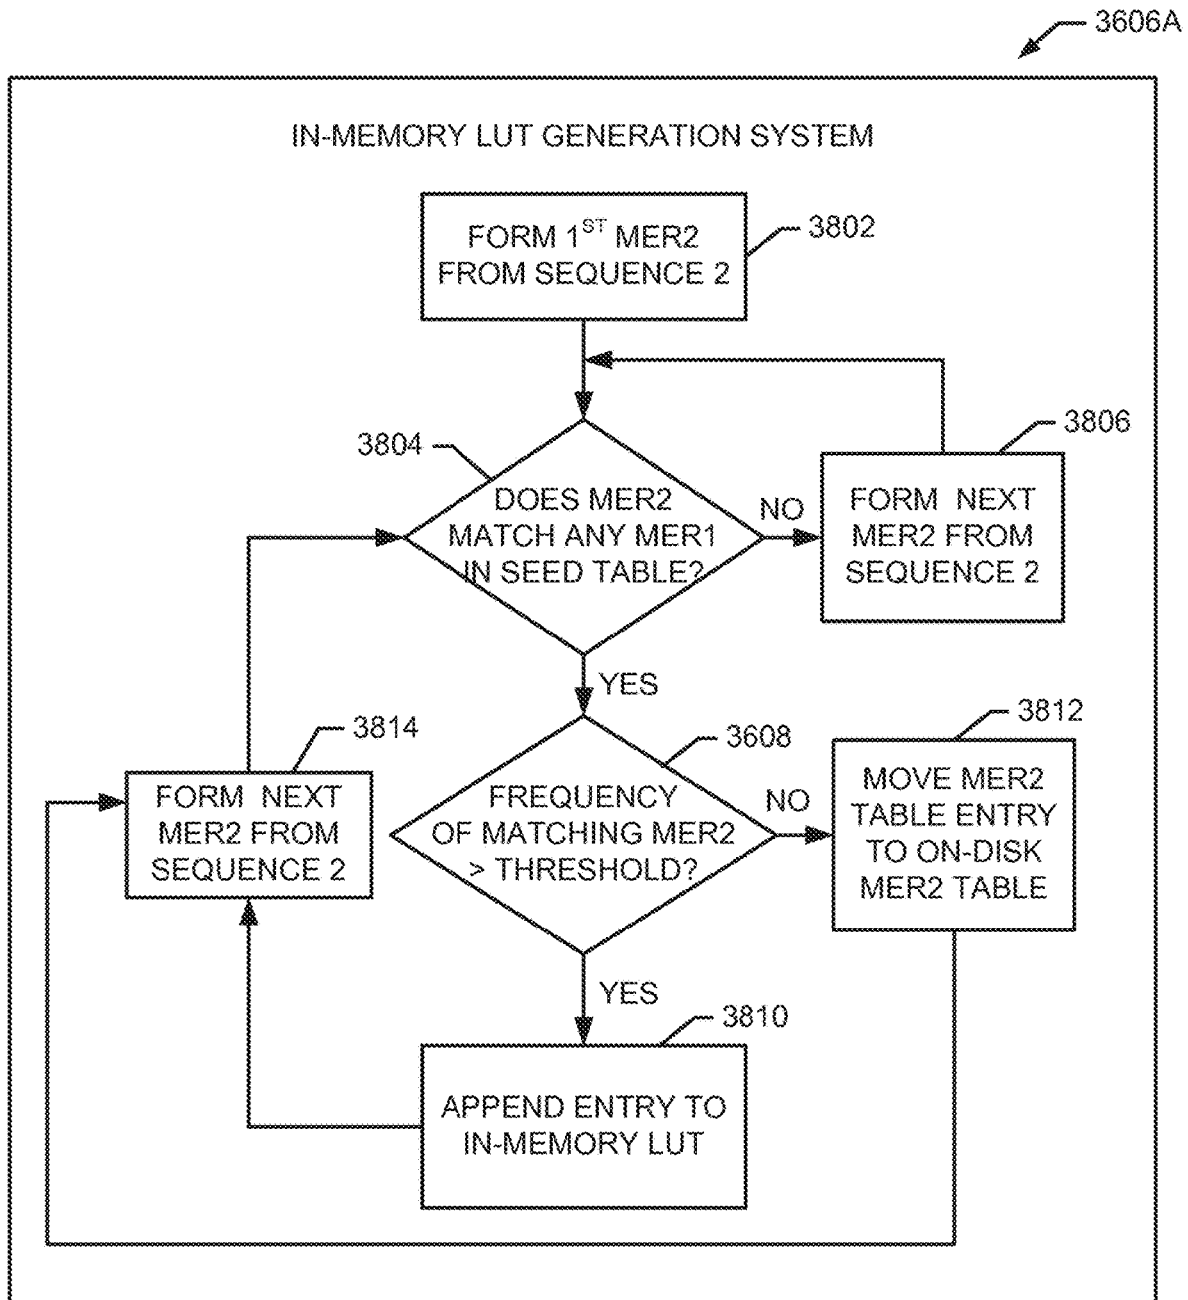 3606A
IN-MEMORY LUT GENERATION SYSTEM
FORM 1ST MER2
FROM SEQUENCE 2
3802
3804
DOES MER2
MATCH ANY MER1
IN SEED TABLE?
NO
3806
FORM NEXT
MER2 FROM
SEQUENCE 2
YES
3814
FORM NEXT
MER2 FROM
SEQUENCE 2
3608
FREQUENCY
OF MATCHING MER2
> THRESHOLD?
NO
3812
MOVE MER2
TABLE ENTRY
TO ON-DISK
MER2 TABLE
YES
3810
APPEND ENTRY TO
IN-MEMORY LUT